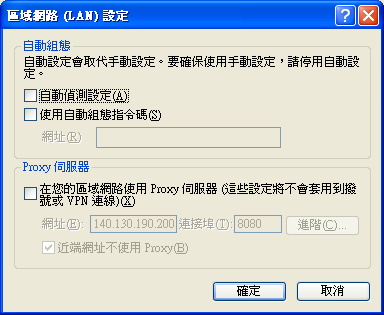 區域網路 (LAN) 設定
自動組態
自動設定會取代手動設定。要確保使用手動設定，請停用自動設
定。
自動偵測設定(A)
使用自動組態指令碼(S)
網址(R)
Proxy 伺服器
在您的區域網路使用 Proxy 伺服器 (這些設定將不會套用到撥
號或 VPN 連線)(X)
網址(E): 140.130.190.200 連接埠(T): 8080 進階(C)...
近端網址不使用 Proxy(B)
確定 取消